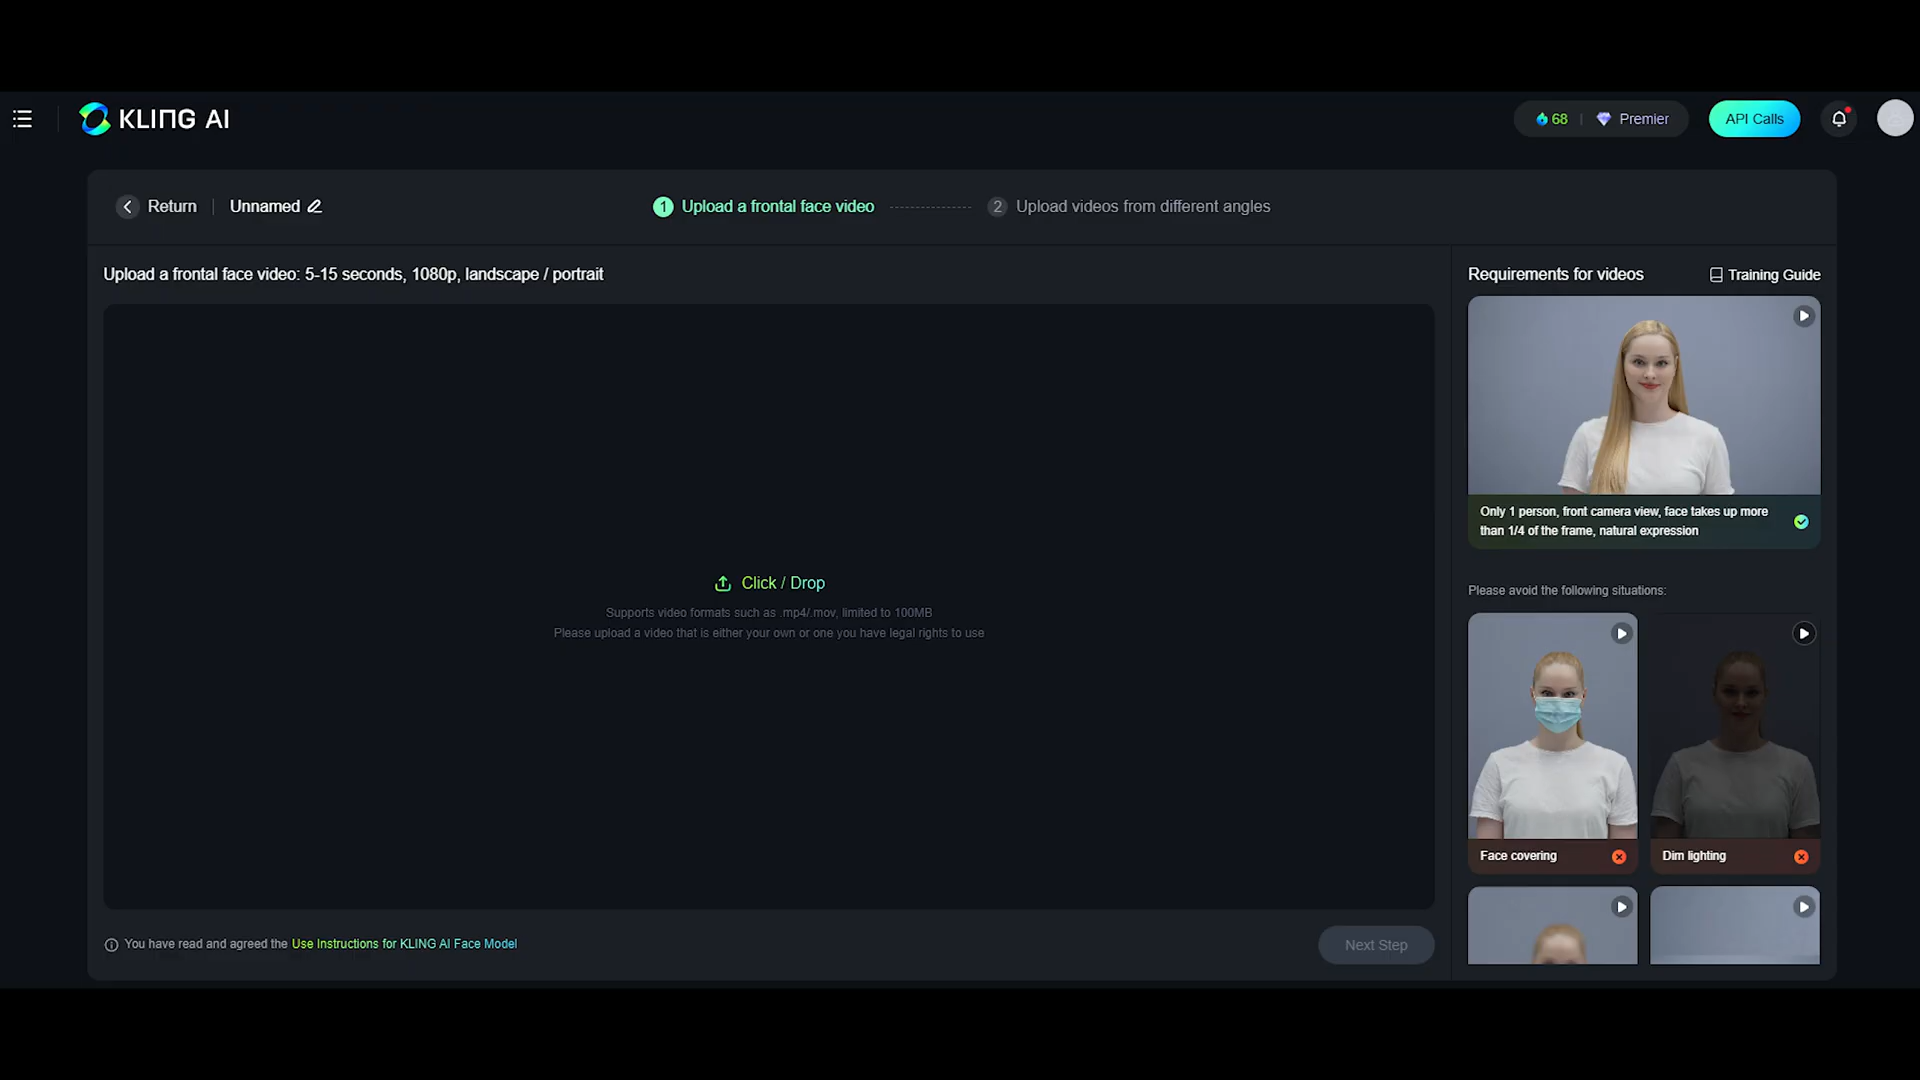 KLING AI
68 | Premier
API Calls
Return | Unnamed
1 Upload a frontal face video
2 Upload videos from different angles
Upload a frontal face video: 5-15 seconds, 1080p, landscape / portrait
Click / Drop
Supports video formats such as .mp4/.mov, limited to 100MB
Please upload a video that is either your own or one you have legal rights to use
You have read and agreed the Use Instructions for KLING AI Face Model
Next Step
Requirements for videos
Training Guide
Only 1 person, front camera view, face takes up more
than 1/4 of the frame, natural expression
Please avoid the following situations:
Face covering
Dim lighting